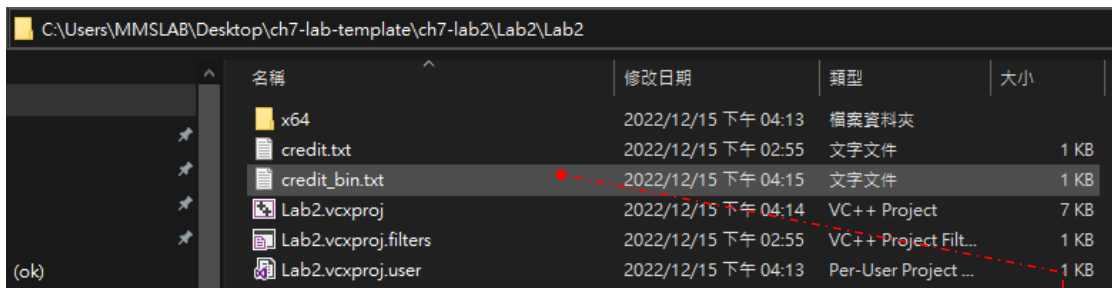 C:\Users\MMSLAB\Desktop\ch7-lab-template\ch7-lab2\Lab2\Lab2
名稱 修改日期 類型 大小
x64 2022/12/15 下午 04:13 檔案資料夾
credit.txt 2022/12/15 下午 02:55 文字文件 1 KB
credit_bin.txt 2022/12/15 下午 04:15 文字文件 1 KB
Lab2.vcxproj 2022/12/15 下午 04:14 VC++ Project 7 KB
Lab2.vcxproj.filters 2022/12/15 下午 02:55 VC++ Project Filt... 1 KB
(ok) Lab2.vcxproj.user 2022/12/15 下午 04:13 Per-User Project ... 1 KB